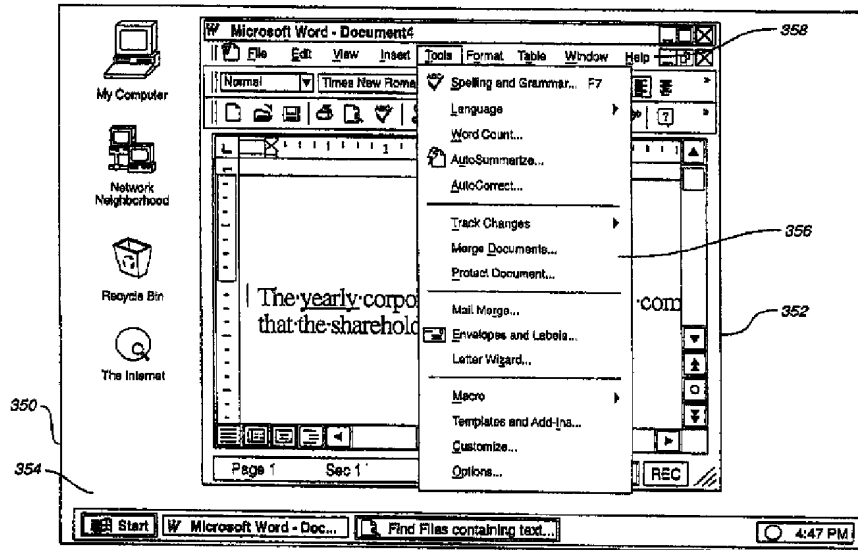 Microsoft Word - Document4
358
File Edit View Insert Tools Format Table Window Help
Normal Times New Roma
My Computer
Spelling and Grammar... F7
Language
Word Count...
AutoSummarize...
AutoCorrect...
Network
Neighborhood
Track Changes
356
Merge Documents...
Protect Document...
Recycle Bin
The·yearly·corpo ·com
that·the·sharehold
Mail Merge...
352
Envelopes and Labels...
Letter Wizard...
The Internet
Macro
Templates and Add-Ins...
Customize...
Options...
350
354
Page 1 Sec 1 REC
Start Microsoft Word - Doc... Find Files containing text... 4:47 PM